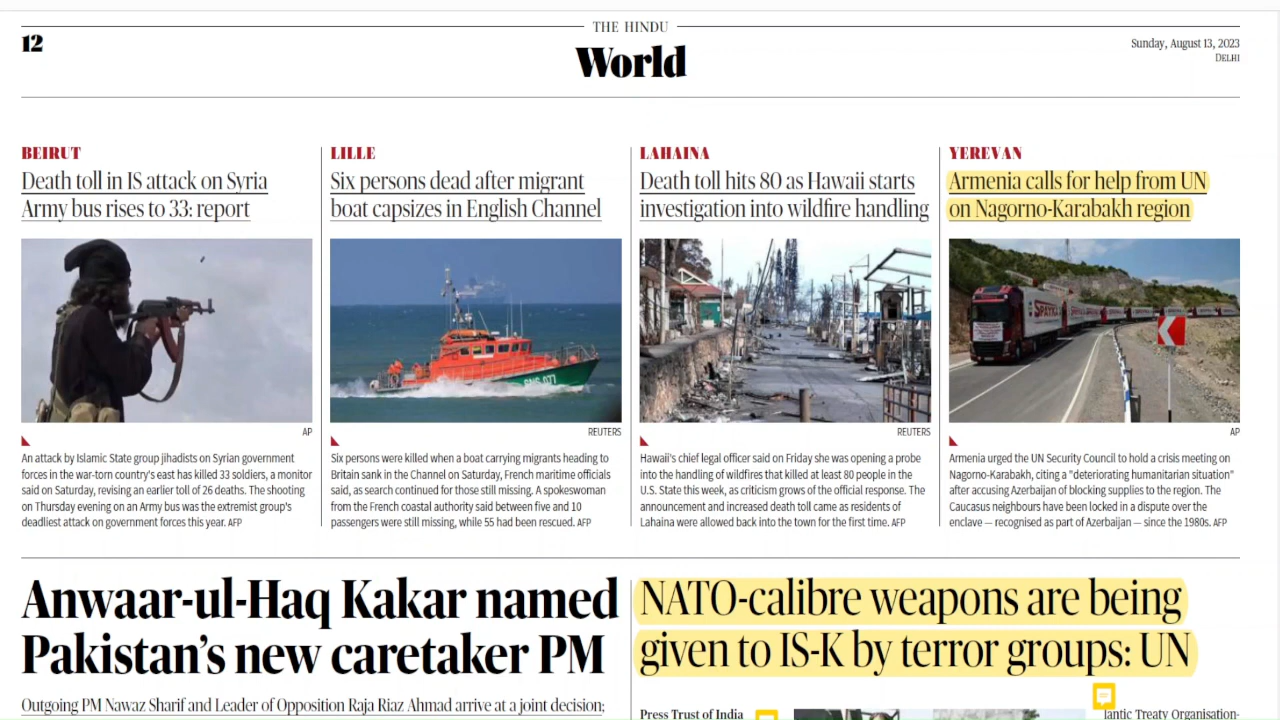 THE HINDU
12
World
Sunday, August 13, 2023
DELHI
BEIRUT
Death toll in IS attack on Syria
Army bus rises to 33: report
AP
An attack by Islamic State group jihadists on Syrian government
forces in the war-torn country's east has killed 33 soldiers, a monitor
said on Saturday, revising an earlier toll of 26 deaths. The shooting
on Thursday evening on an Army bus was the extremist group's
deadliest attack on government forces this year. AFP
LILLE
Six persons dead after migrant
boat capsizes in English Channel
SNS 077
REUTERS
Six persons were killed when a boat carrying migrants heading to
Britain sank in the Channel on Saturday, French maritime officials
said, as search continued for those still missing. A spokeswoman
from the French coastal authority said between five and 10
passengers were still missing, while 55 had been rescued. AFP
LAHAINA
Death toll hits 80 as Hawaii starts
investigation into wildfire handling
REUTERS
Hawaii's chief legal officer said on Friday she was opening a probe
into the handling of wildfires that killed at least 80 people in the
U.S. State this week, as criticism grows of the official response. The
announcement and increased death toll came as residents of
Lahaina were allowed back into the town for the first time. AFP
YEREVAN
Armenia calls for help from UN
on Nagorno-Karabakh region
SPAYKA
AP
Armenia urged the UN Security Council to hold a crisis meeting on
Nagorno-Karabakh, citing a "deteriorating humanitarian situation"
after accusing Azerbaijan of blocking supplies to the region. The
Caucasus neighbours have been locked in a dispute over the
enclave — recognised as part of Azerbaijan — since the 1980s. AFP
Anwaar-ul-Haq Kakar named
Pakistan's new caretaker PM
Outgoing PM Nawaz Sharif and Leader of Opposition Raja Riaz Ahmad arrive at a joint decision;
NATO-calibre weapons are being
given to IS-K by terror groups: UN
Press Trust of India
lantic Treaty Organisation-